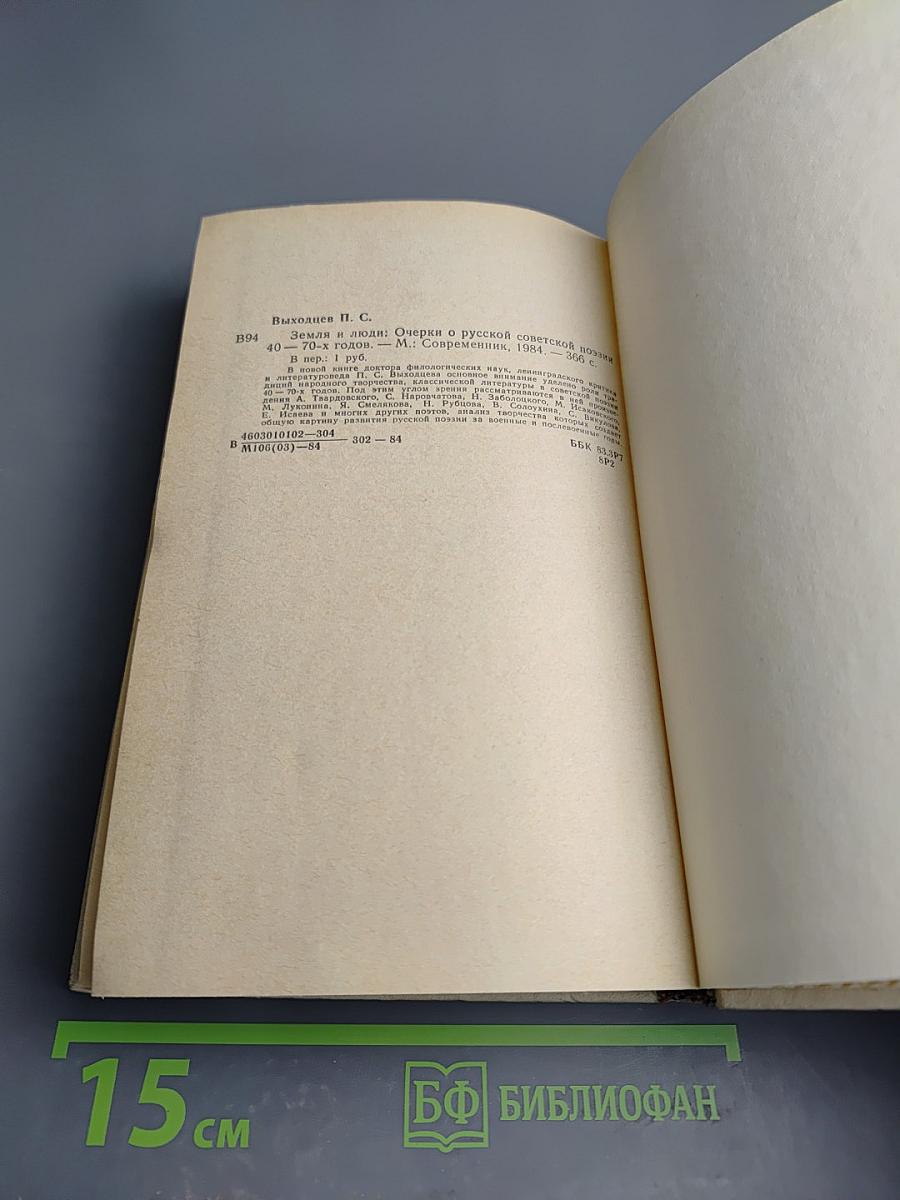 Выходцев П. С.
В94 Земля и люди: Очерки о русской советской поэзии
40 — 70-х годов. — М.: Современник, 1984. — 366 с.
В пер.: 1 руб.
В новой книге доктора филологических наук, ленинградского критика
и литературоведа П. С. Выходцева основное внимание уделено роли тра-
диций народного творчества, классической литературы в советской поэзии
40 — 70-х годов. Под этим углом зрения рассматриваются в ней произве-
дения А. Твардовского, С. Наровчатова, Н. Заболоцкого, М. Исаковского,
М. Луконина, Я. Смелякова, Н. Рубцова, В. Солоухина, С. Викулова,
Е. Исаева и многих других поэтов, анализ творчества которых создает
общую картину развития русской поэзии за военные и послевоенные годы.
В 4603010102—304
М106(03)—84 302 — 84
ББК 83.3Р7
8Р2
15 см
БФ БИБЛИОФАН